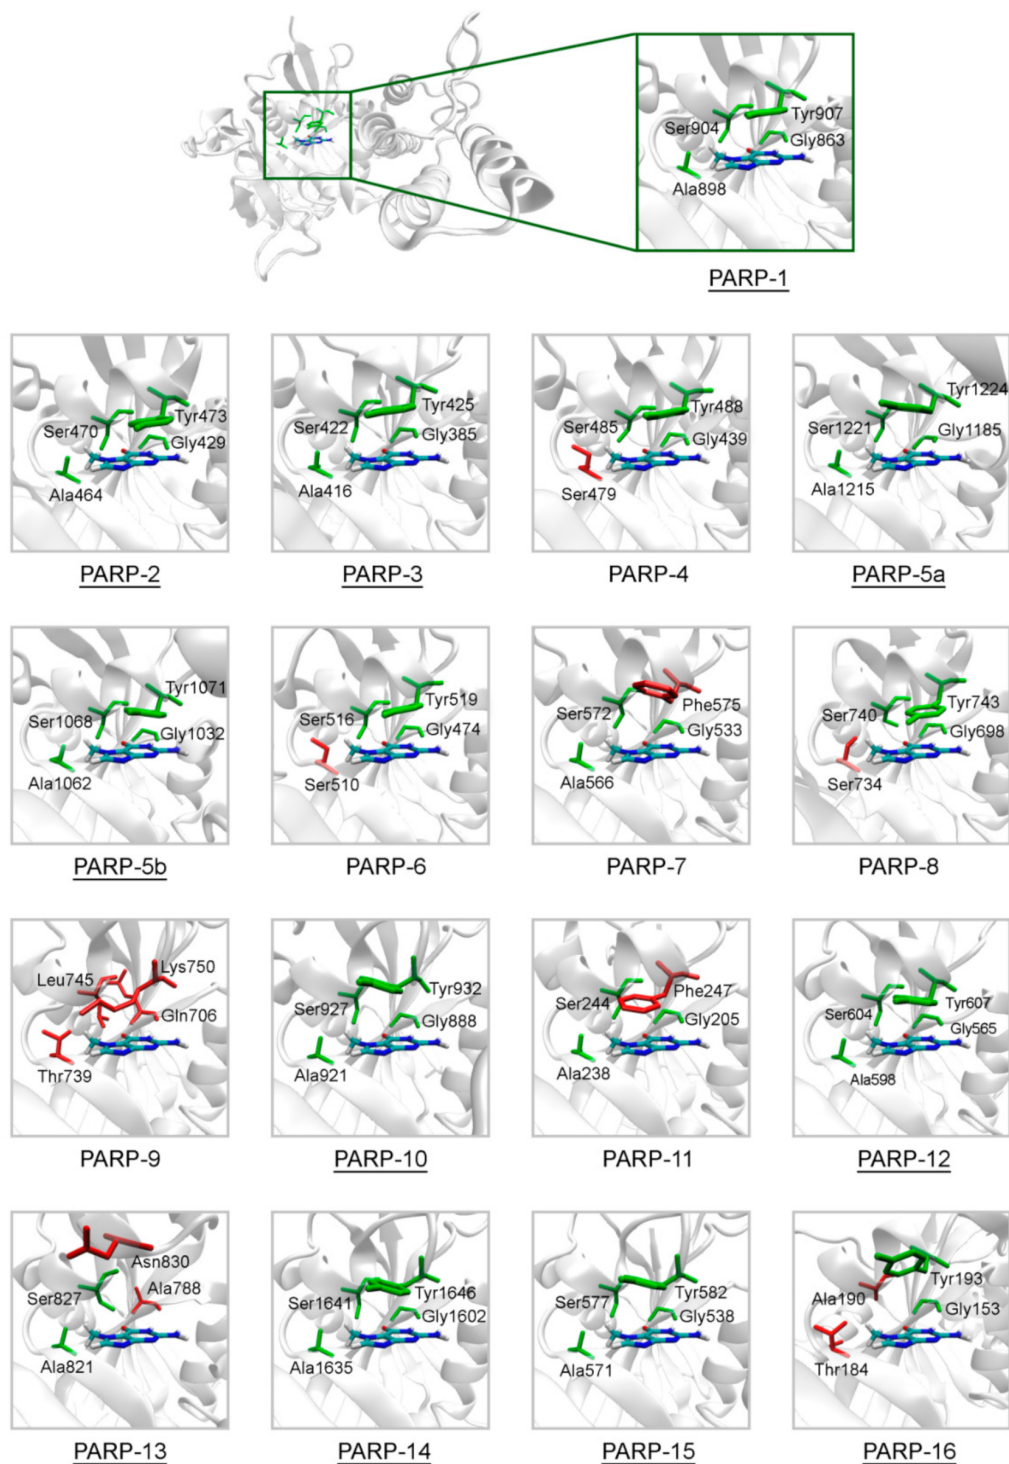 Tyr907
Ser904
Gly863
Ala898
PARP-1
Tyr473
Ser470
Gly429
Ala464
PARP-2
Tyr425
Ser422
Gly385
Ala416
PARP-3
Tyr488
Ser485
Gly439
Ser479
PARP-4
Tyr1224
Ser1221
Gly1185
Ala1215
PARP-5a
Tyr1071
Ser1068
Gly1032
Ala1062
PARP-5b
Tyr519
Ser516
Gly474
Ser510
PARP-6
Phe575
Ser572
Gly533
Ala566
PARP-7
Tyr743
Ser740
Gly698
Ser734
PARP-8
Lys750
Leu745
Gln706
Thr739
PARP-9
Tyr932
Ser927
Gly888
Ala921
PARP-10
Phe247
Ser244
Gly205
Ala238
PARP-11
Tyr607
Ser604
Gly565
Ala598
PARP-12
Asn830
Ser827
Ala788
Ala821
PARP-13
Tyr1646
Ser1641
Gly1602
Ala1635
PARP-14
Tyr582
Ser577
Gly538
Ala571
PARP-15
Tyr193
Ala190
Gly153
Thr184
PARP-16